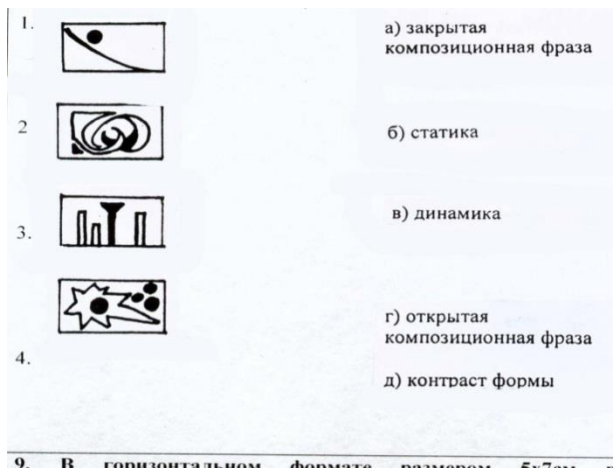 1.
а) закрытая
композиционная фраза
2
б) статика
в) динамика
3.
г) открытая
композиционная фраза
4.
д) контраст формы
9. В горизонтальном формате размером 5х7см